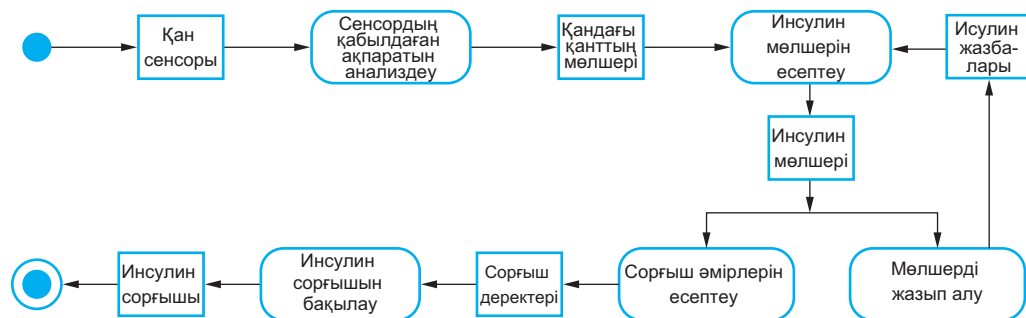 Қан
сенсоры
Сенсордың
қабылдаған
ақпаратын
анализдеу
Қандағы
қанттың
мөлшері
Инсулин
мөлшерін
есептеу
Исулин
жазба-
лары
Инсулин
мөлшері
Инсулин
сорғышы
Инсулин
сорғышын
бақылау
Сорғыш
деректері
Сорғыш әмірлерін
есептеу
Мөлшерді
жазып алу